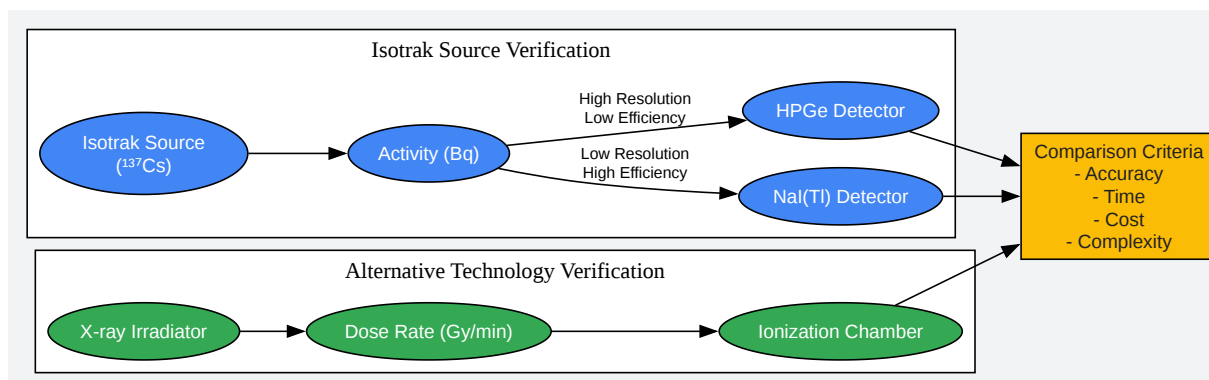 Isotrak Source Verification
Isotrak Source
(¹³⁷Cs)
Activity (Bq)
High Resolution
Low Efficiency
Low Resolution
High Efficiency
HPGe Detector
NaI(Tl) Detector
Comparison Criteria
- Accuracy
- Time
- Cost
- Complexity
Alternative Technology Verification
X-ray Irradiator
Dose Rate (Gy/min)
Ionization Chamber